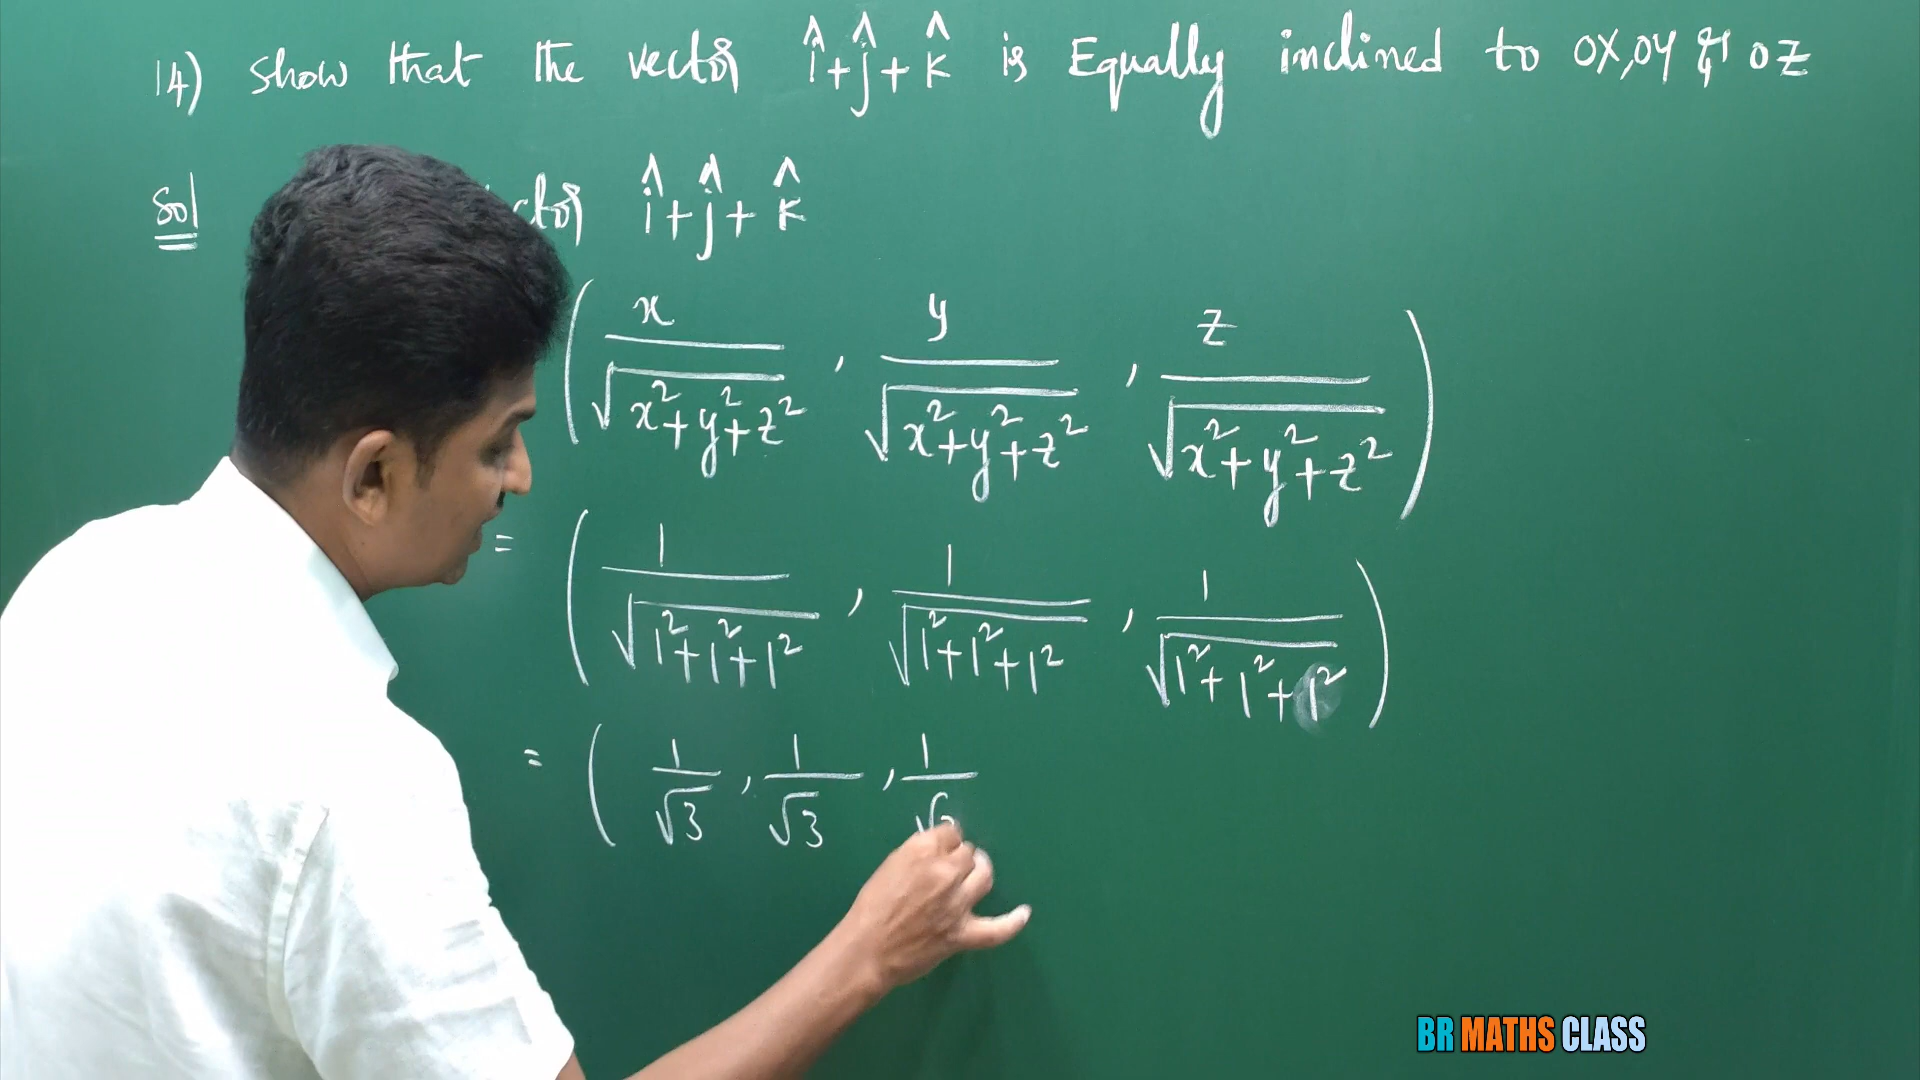 14) Show that the vector î+ĵ+k̂ is Equally inclined to OX,OY & OZ
Sol î+ĵ+k̂
( x/√(x²+y²+z²) , y/√(x²+y²+z²) , z/√(x²+y²+z²) )
= ( 1/√(1²+1²+1²) , 1/√(1²+1²+1²) , 1/√(1²+1²+1²) )
= ( 1/√3 , 1/√3 , 1/√
BR MATHS CLASS